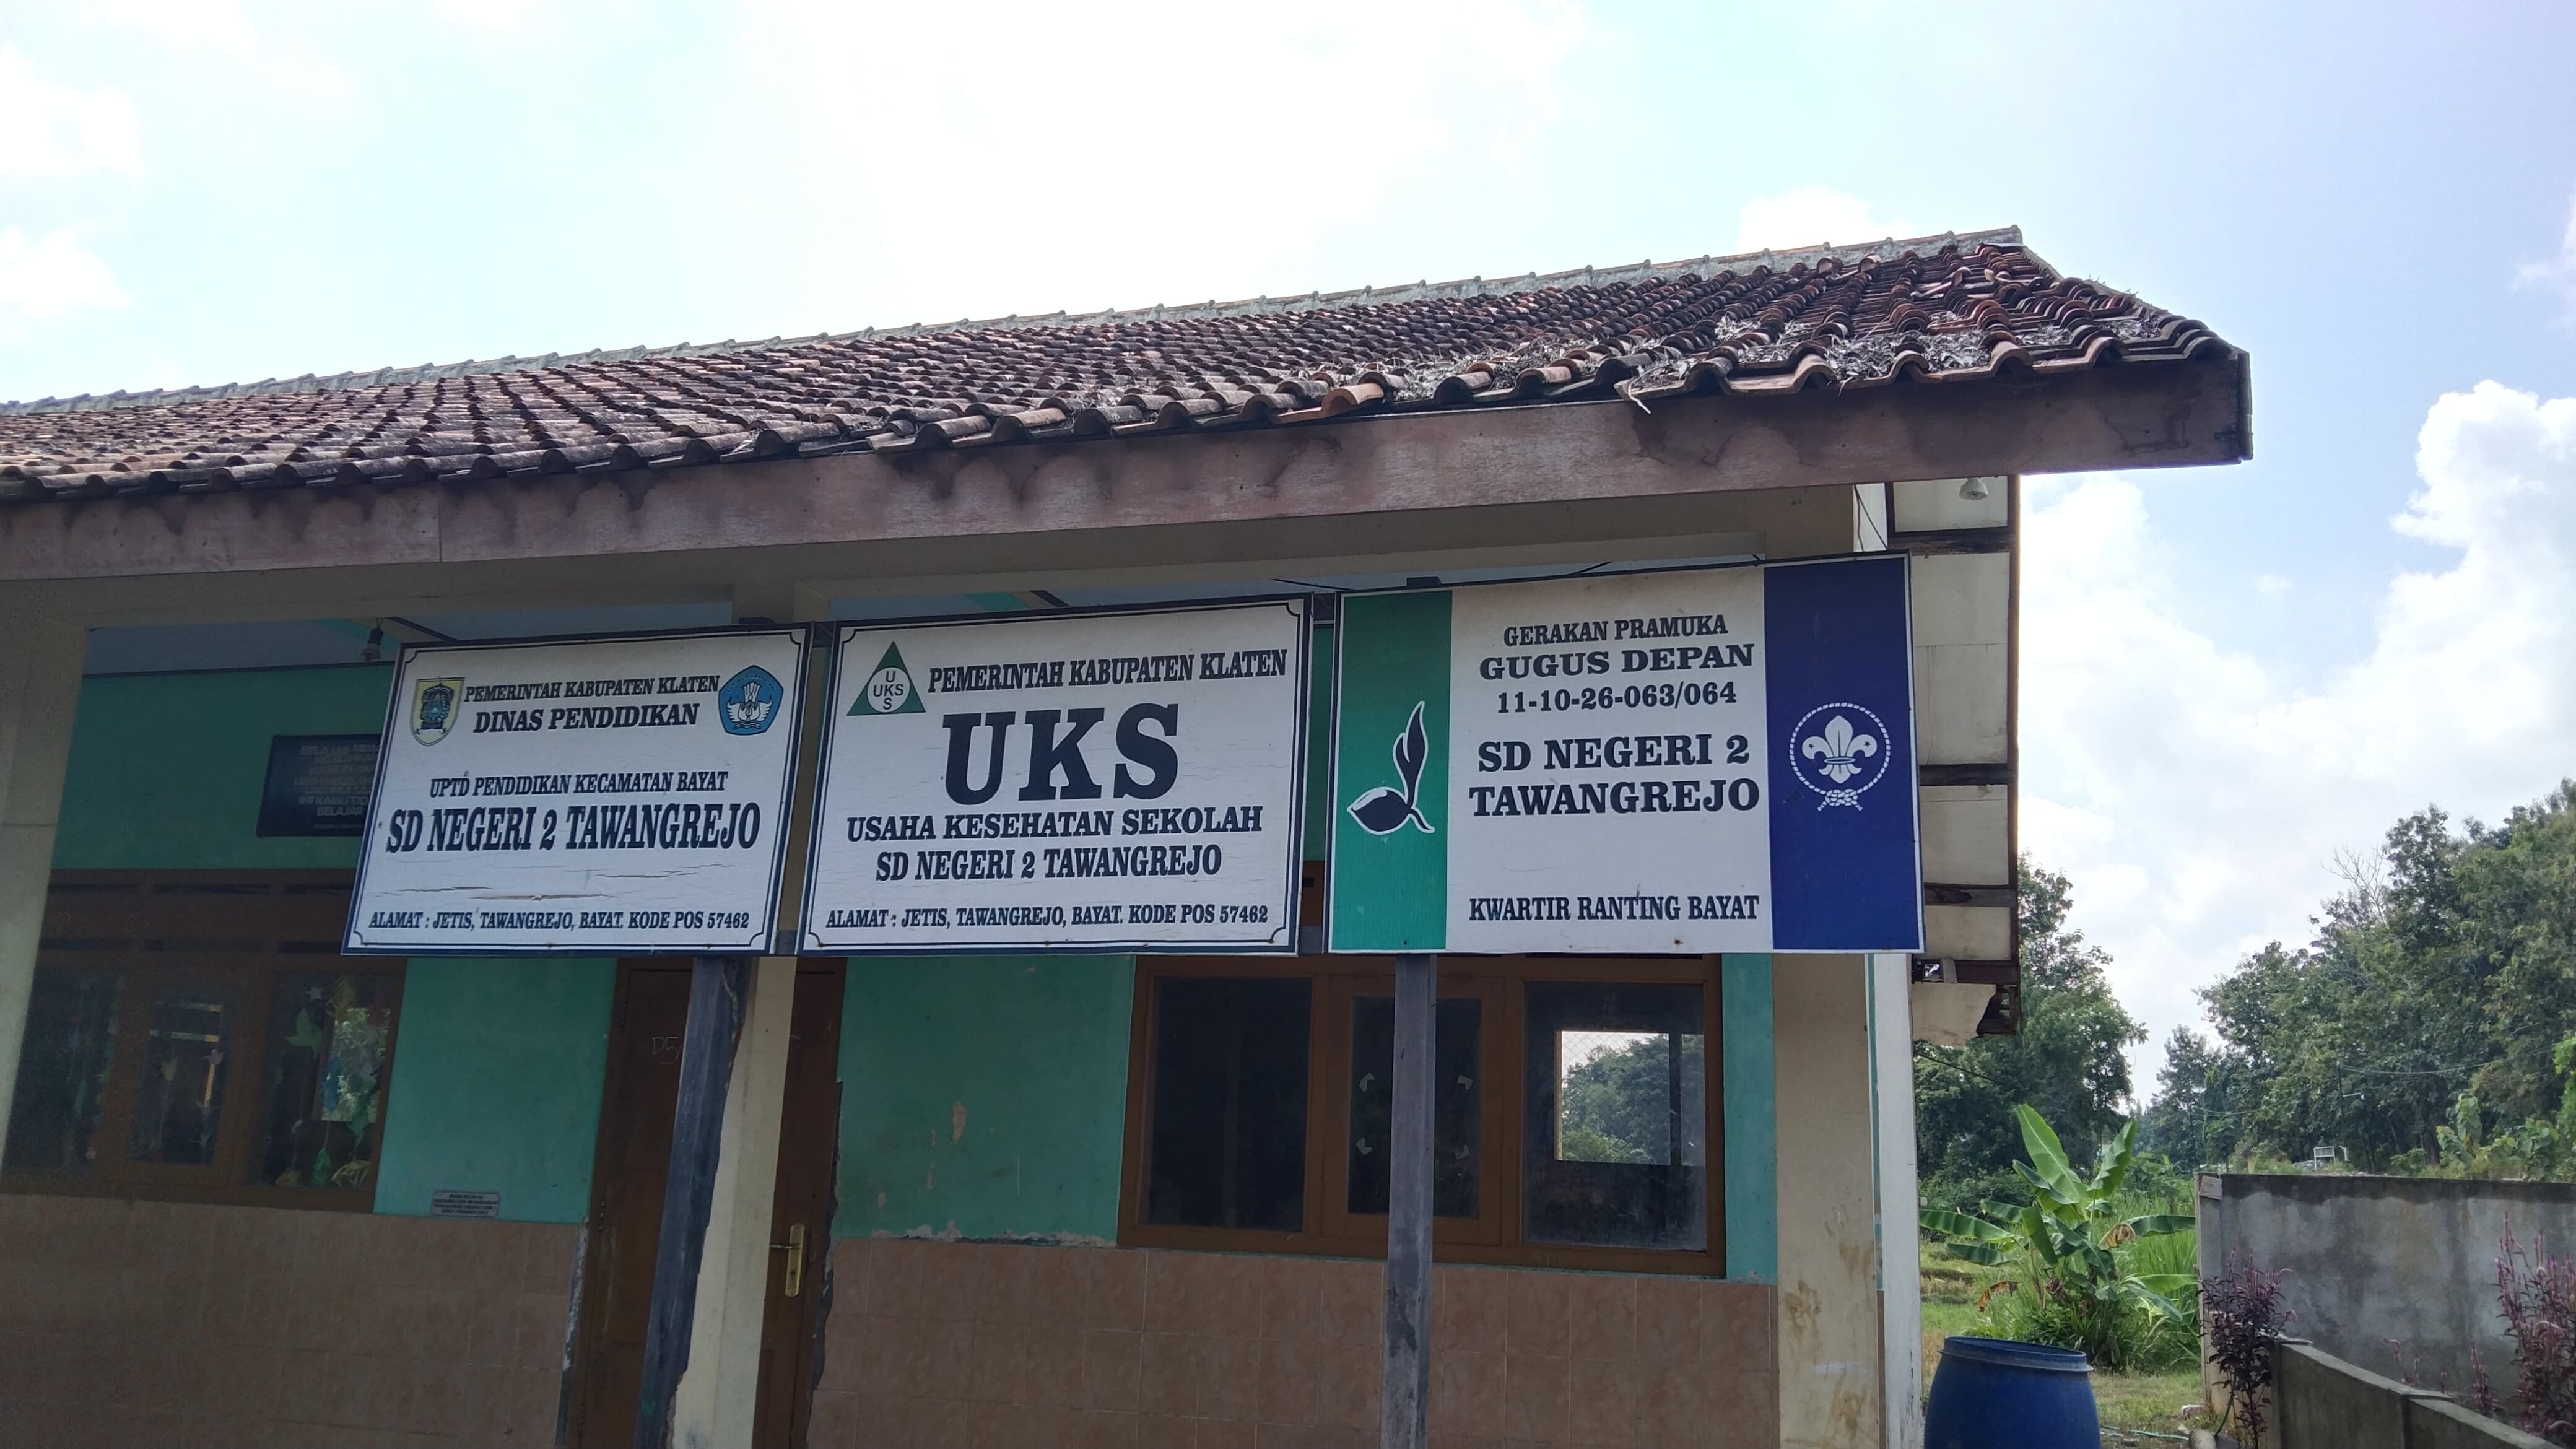 PEMERINTAH KABUPATEN KLATEN
DINAS PENDIDIKAN
UPTD PENDIDIKAN KECAMATAN BAYAT
SD NEGERI 2 TAWANGREJO
ALAMAT : JETIS, TAWANGREJO, BAYAT. KODE POS 57462
U
UKS
S
PEMERINTAH KABUPATEN KLATEN
UKS
USAHA KESEHATAN SEKOLAH
SD NEGERI 2 TAWANGREJO
ALAMAT : JETIS, TAWANGREJO, BAYAT. KODE POS 57462
GERAKAN PRAMUKA
GUGUS DEPAN
11-10-26-063/064
SD NEGERI 2
TAWANGREJO
KWARTIR RANTING BAYAT
BELAJAR